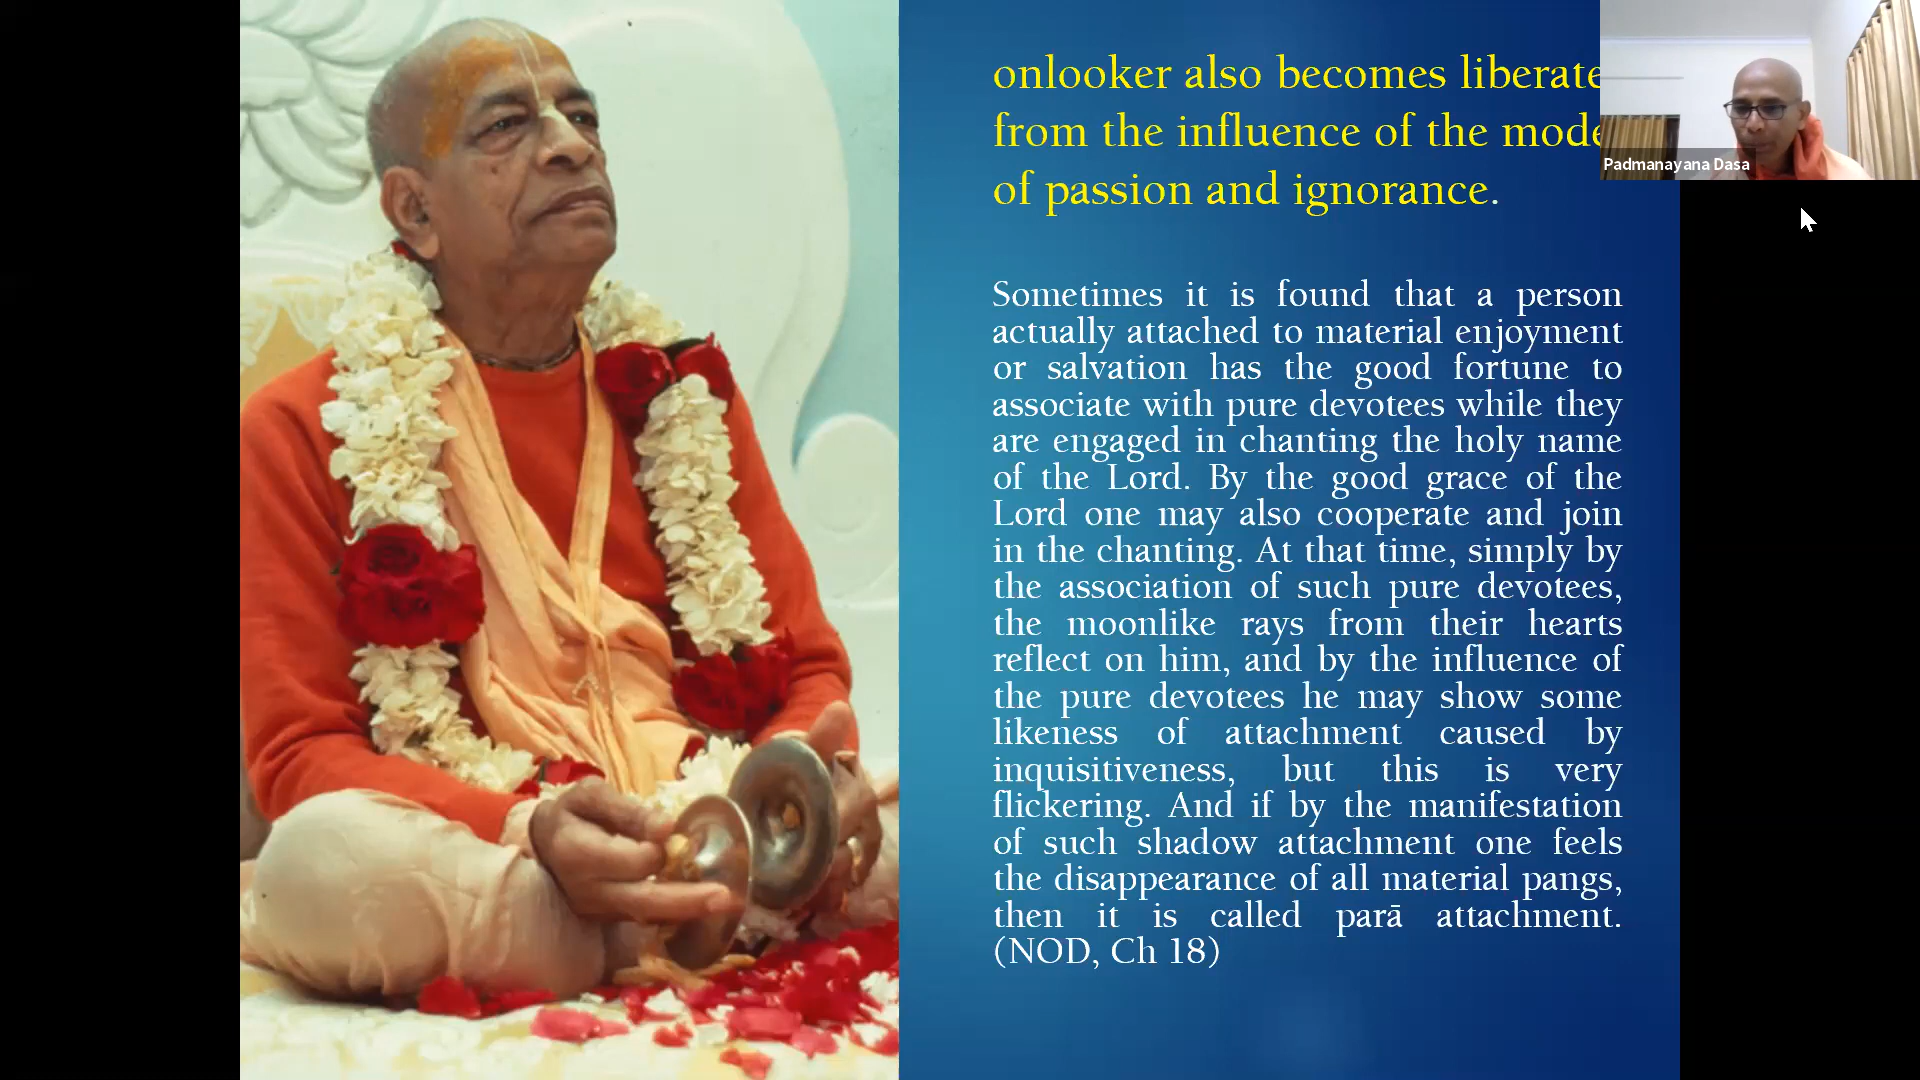 onlooker also becomes liberate
from the influence of the mode
of passion and ignorance.
Sometimes it is found that a person
actually attached to material enjoyment
or salvation has the good fortune to
associate with pure devotees while they
are engaged in chanting the holy name
of the Lord. By the good grace of the
Lord one may also cooperate and join
in the chanting. At that time, simply by
the association of such pure devotees,
the moonlike rays from their hearts
reflect on him, and by the influence of
the pure devotees he may show some
likeness of attachment caused by
inquisitiveness, but this is very
flickering. And if by the manifestation
of such shadow attachment one feels
the disappearance of all material pangs,
then it is called parā attachment.
(NOD, Ch 18)
Padmanayana Dasa